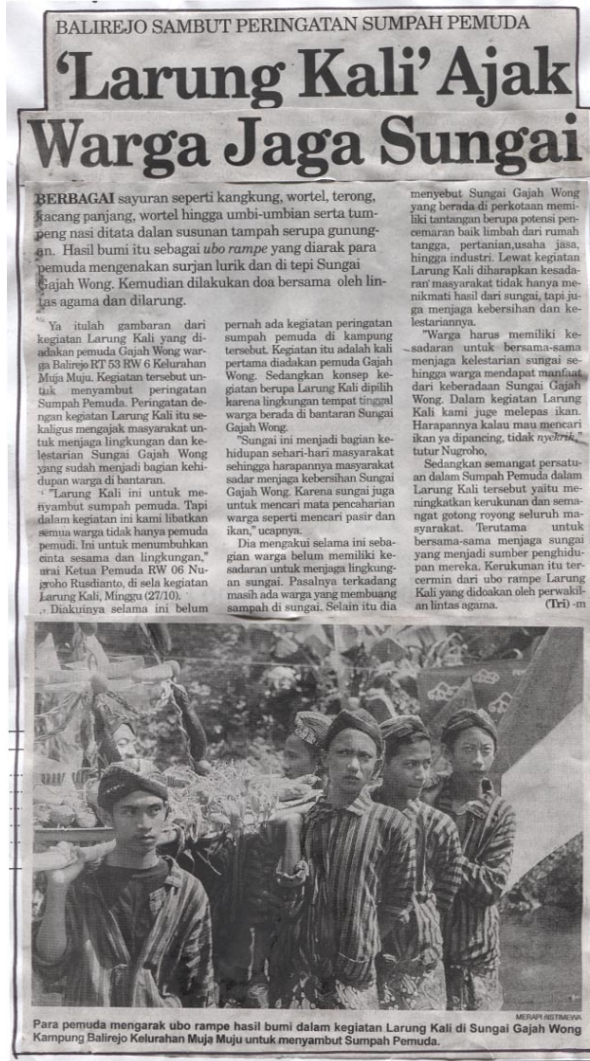 BALIREJO SAMBUT PERINGATAN SUMPAH PEMUDA
'Larung Kali' Ajak
Warga Jaga Sungai
BERBAGAI sayuran seperti kangkung, wortel, terong,
kacang panjang, wortel hingga umbi-umbian serta tum-
peng nasi ditata dalan susunan tampah serupa gunung-
an. Hasil bumi itu sebagai ubo rampe yang diarak para
pemuda mengenakan surjan lurik dan di tepi Sungai
Gajah Wong. Kemudian dilakukan doa bersama oleh lin-
tas agama dan dilarung.
Ya itulah gambaran dari
kegiatan Larung Kali yang di-
adakan pemuda Gajah Wong war-
ga Balirejo RT 53 RW 6 Kelurahan
Muja Muju. Kegiatan tersebut un-
tuk menyambut peringatan
Sumpah Pemuda. Peringatan de-
ngan kegiatan Larung Kali itu se-
kaligus mengajak masyarakat un-
tuk menjaga lingkungan dan ke-
lestarian Sungai Gajah Wong
yang sudah menjadi bagian kehi-
dupan warga di bantaran.
"Larung Kali ini untuk me-
nyambut sumpah pemuda. Tapi
dalam kegiatan ini kami libatkan
semua warga tidak hanya pemuda
pemudi. Ini untuk menumbuhkan
cinta sesama dan lingkungan,"
urai Ketua Pemuda RW 06 Nu-
groho Rusdianto, di sela kegiatan
Larung Kali, Minggu (27/10).
Diakuinya selama ini belum
pernah ada kegiatan peringatan
sumpah pemuda di kampung
tersebut. Kegiatan itu adalah kali
pertama diadakan pemuda Gajah
Wong. Sedangkan konsep ke-
giatan berupa Larung Kali dipilih
karena lingkungan tempat tinggal
warga berada di bantaran Sungai
Gajah Wong.
"Sungai ini menjadi bagian ke-
hidupan sehari-hari masyarakat
sehingga harapannya masyarakat
sadar menjaga kebersihan Sungai
Gajah Wong. Karena sungai juga
untuk mencari mata pencaharian
warga seperti mencari pasir dan
ikan," ucapnya.
Dia mengakui selama ini seba-
gian warga belum memiliki ke-
sadaran untuk menjaga lingkung-
an sungai. Pasalnya terkadang
masih ada warga yang membuang
sampah di sungai. Selain itu dia
menyebut Sungai Gajah Wong
yang berada di perkotaan memi-
liki tantangan berupa potensi pen-
cemaran baik limbah dari rumah
tangga, pertanian,usaha jasa,
hingga industri. Lewat kegiatan
Larung Kali diharapkan kesada-
ran masyarakat tidak hanya me-
nikmati hasil dari sungai, tapi ju-
ga menjaga kebersihan dan ke-
lestariannya.
"Warga harus memiliki ke-
sadaran untuk bersama-sama
menjaga kelestarian sungai se-
hingga warga mendapat manfaat
dari keberadaan Sungai Gajah
Wong. Dalam kegiatan Larung
Kali kami juge melepas ikan.
Harapannya kalau mau mencari
ikan ya dipancing, tidak nyekrik,"
tutur Nugroho,
Sedangkan semangat persatu-
an dalam Sumpah Pemuda dalam
Larung Kali tersebut yaitu me-
ningkatkan kerukunan dan sema-
ngat gotong royong seluruh ma-
syarakat. Terutama untuk
bersama-sama menjaga sungai
yang menjadi sumber penghidu-
pan mereka. Kerukunan itu ter-
cermin dari ubo rampe Larung
Kali yang didoakan oleh perwakil-
an lintas agama. (Tri) -m
MERAPI-ISTIMEWA
Para pemuda mengarak ubo rampe hasil bumi dalam kegiatan Larung Kali di Sungai Gajah Wong
Kampung Balirejo Kelurahan Muja Muju untuk menyambut Sumpah Pemuda.